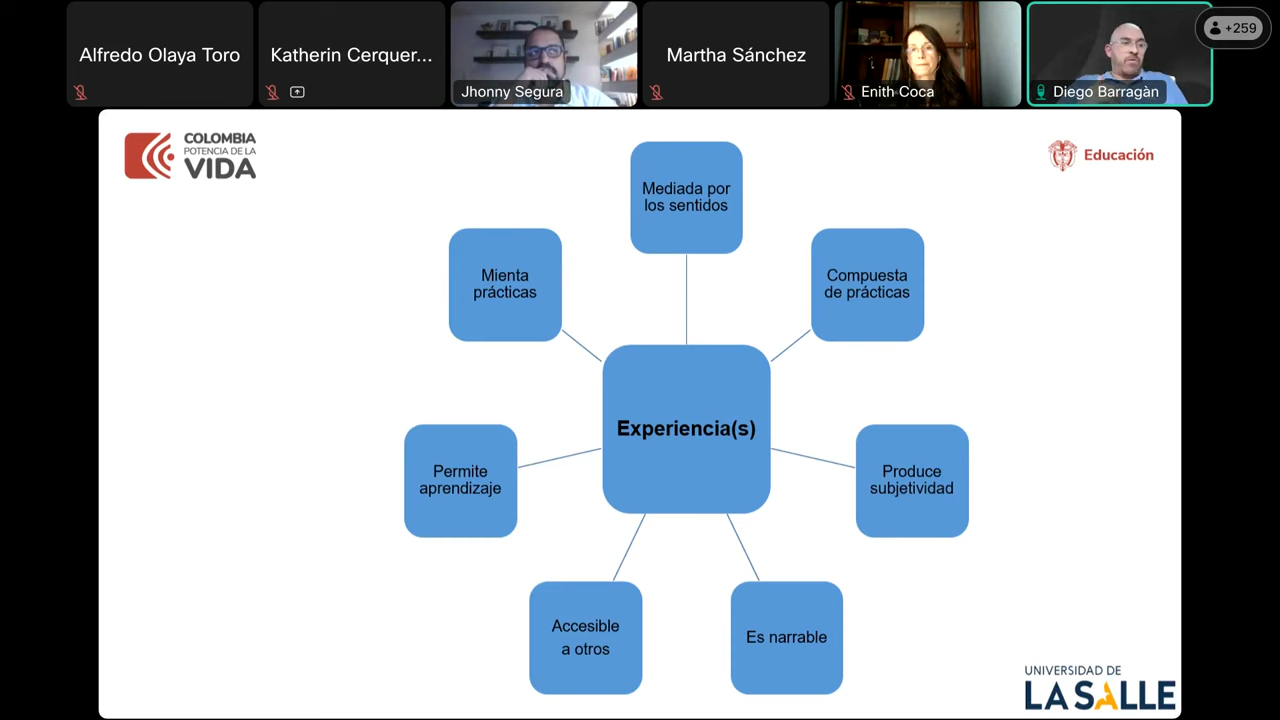 Alfredo Olaya Toro
Katherin Cerquer...
Jhonny Segura
Martha Sánchez
Enith Coca
Diego Barragàn
+259
COLOMBIA
POTENCIA DE LA
VIDA
Educación
Mediada por
los sentidos
Mienta
prácticas
Compuesta
de prácticas
Experiencia(s)
Permite
aprendizaje
Produce
subjetividad
Accesible
a otros
Es narrable
UNIVERSIDAD DE
LA SALLE